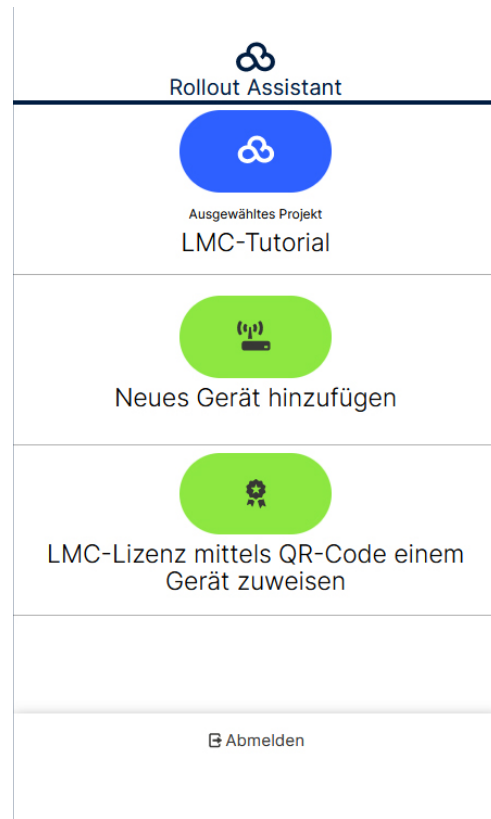 Rollout Assistant
Ausgewähltes Projekt
LMC-Tutorial
Neues Gerät hinzufügen
LMC-Lizenz mittels QR-Code einem
Gerät zuweisen
Abmelden